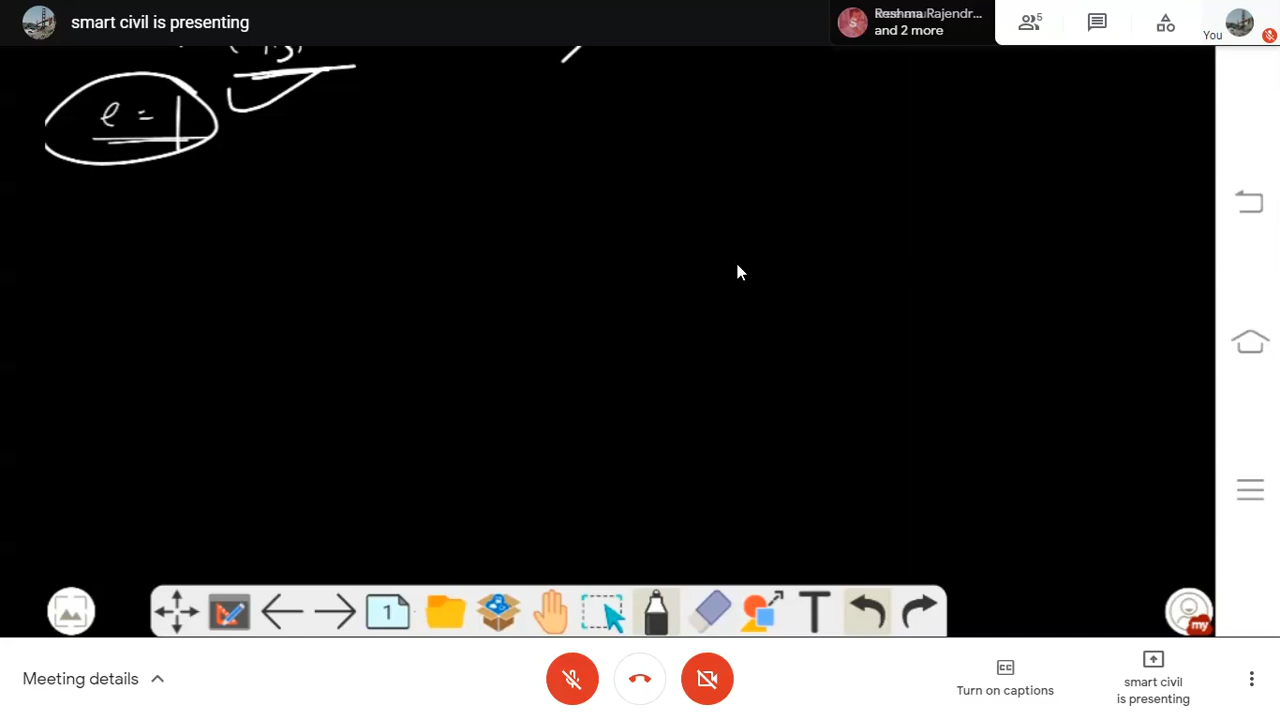 smart civil is presenting
Rajendr...
and 2 more
5
You
e = 1
1
my
Meeting details
Turn on captions
smart civil
is presenting